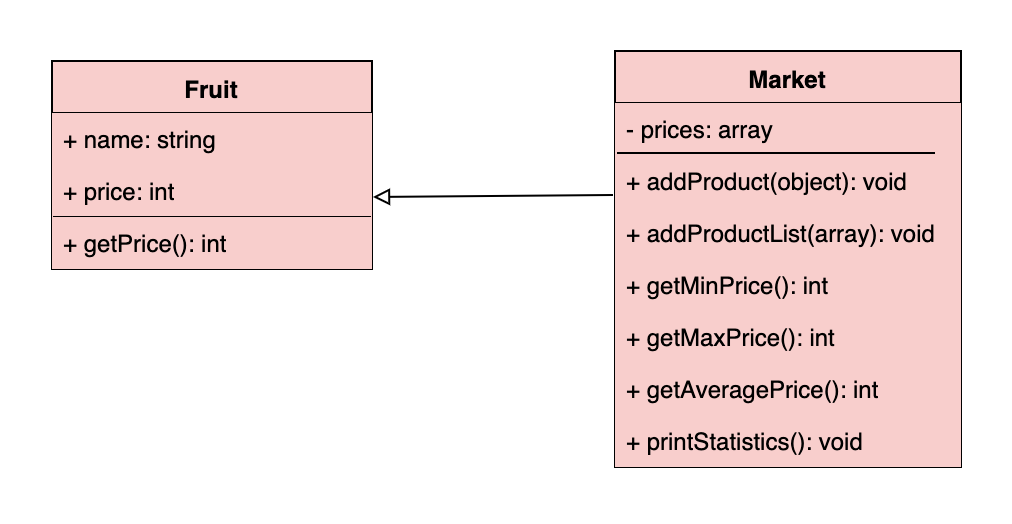 Fruit
+ name: string
+ price: int
+ getPrice(): int
Market
- prices: array
+ addProduct(object): void
+ addProductList(array): void
+ getMinPrice(): int
+ getMaxPrice(): int
+ getAveragePrice(): int
+ printStatistics(): void